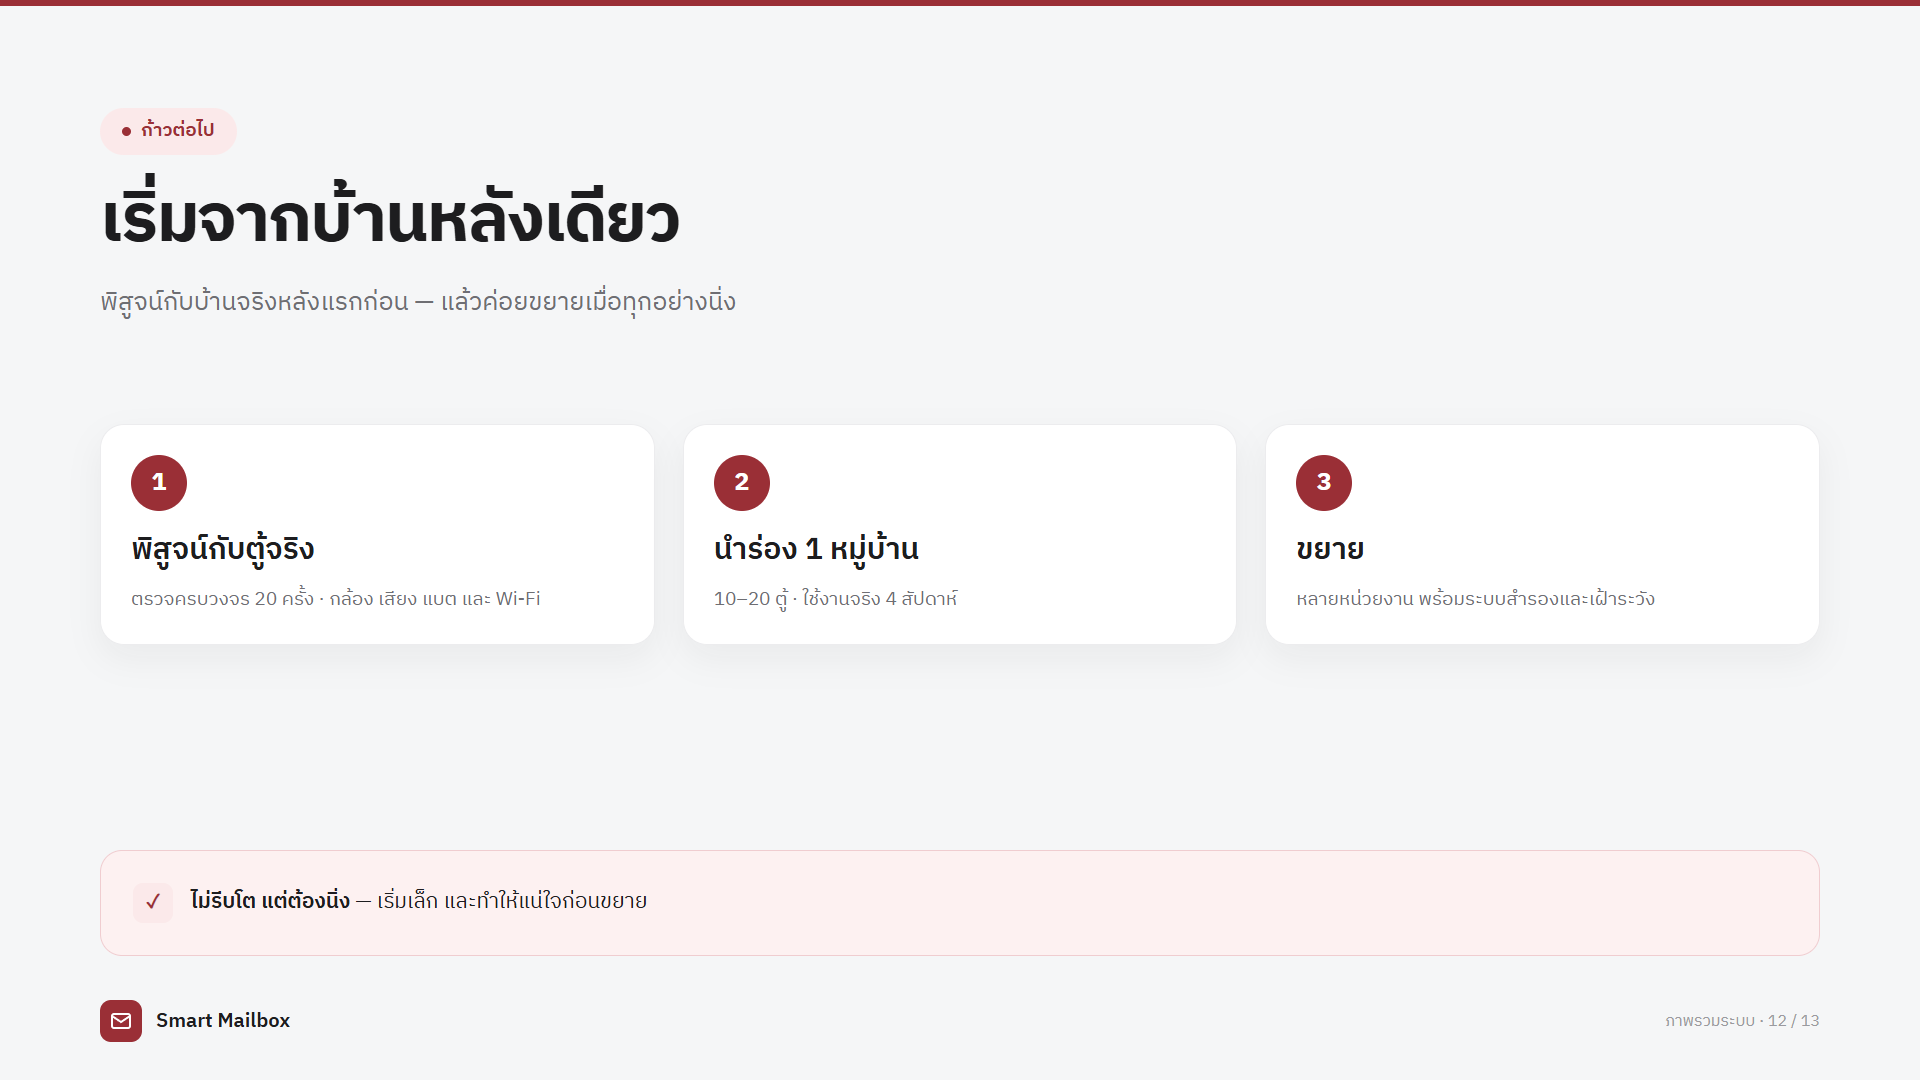 ก้าวต่อไป
เริ่มจากบ้านหลังเดียว
พิสูจน์กับบ้านจริงหลังแรกก่อน — แล้วค่อยขยายเมื่อทุกอย่างนิ่ง
1
พิสูจน์กับตู้จริง
ตรวจครบวงจร 20 ครั้ง · กล้อง เสียง แบต และ Wi-Fi
2
นำร่อง 1 หมู่บ้าน
10–20 ตู้ · ใช้งานจริง 4 สัปดาห์
3
ขยาย
หลายหน่วยงาน พร้อมระบบสำรองและเฝ้าระวัง
✓ ไม่รีบโต แต่ต้องนิ่ง — เริ่มเล็ก และทำให้แน่ใจก่อนขยาย
Smart Mailbox
ภาพรวมระบบ · 12 / 13